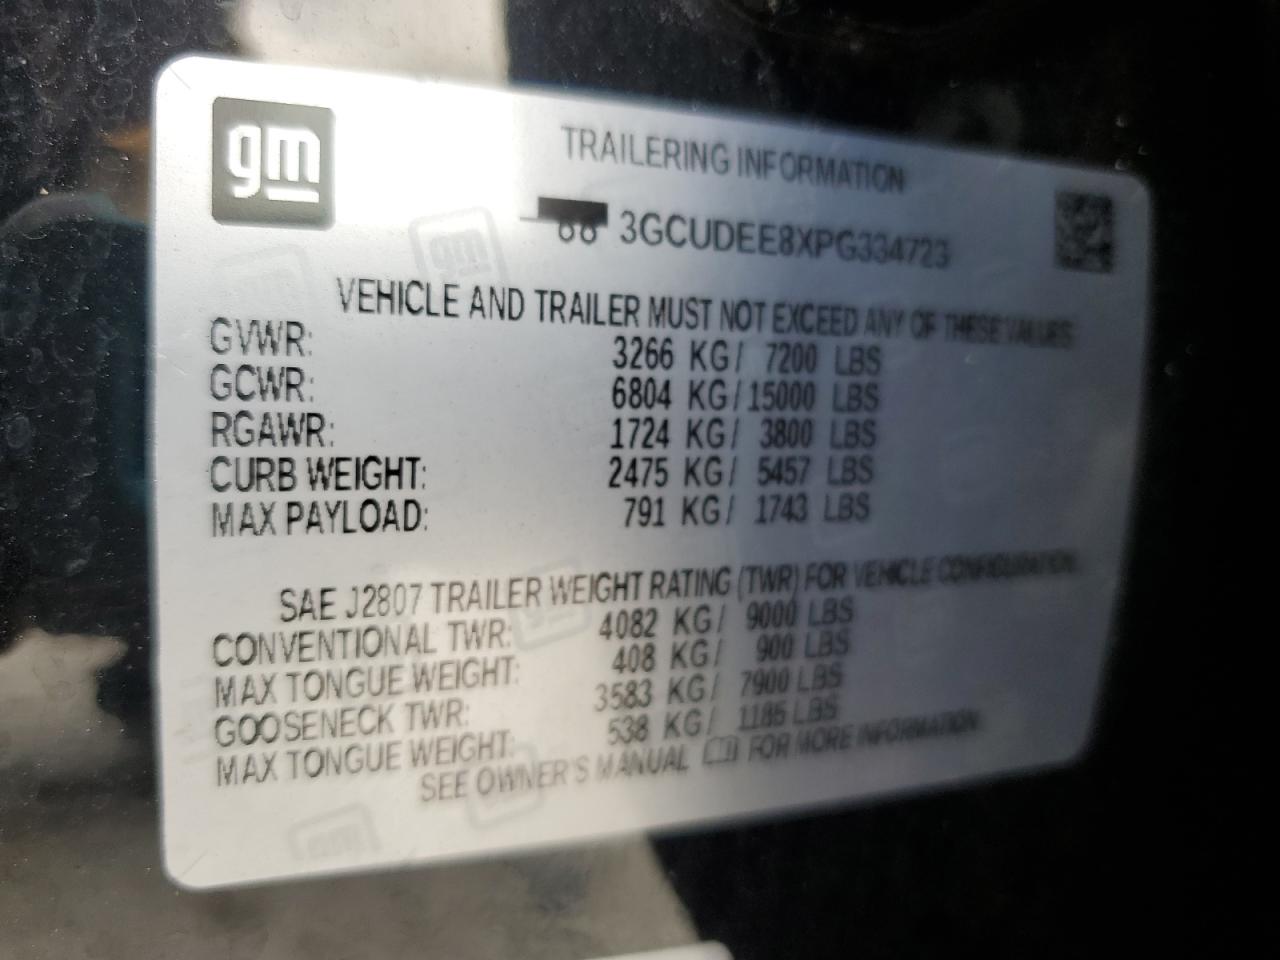 gm
TRAILERING INFORMATION
3GCUDEE8XPG334723
VEHICLE AND TRAILER MUST NOT EXCEED ANY OF THESE VALUES
GVWR: 3266 KG/ 7200 LBS
GCWR: 6804 KG/15000 LBS
RGAWR: 1724 KG/ 3800 LBS
CURB WEIGHT: 2475 KG/ 5457 LBS
MAX PAYLOAD: 791 KG/ 1743 LBS
SAE J2807 TRAILER WEIGHT RATING (TWR) FOR VEHICLE CONFIGURATION
CONVENTIONAL TWR: 4082 KG/ 9000 LBS
MAX TONGUE WEIGHT: 408 KG/ 900 LBS
GOOSENECK TWR: 3583 KG/ 7900 LBS
MAX TONGUE WEIGHT: 538 KG/ 1185 LBS
SEE OWNER'S MANUAL FOR MORE INFORMATION